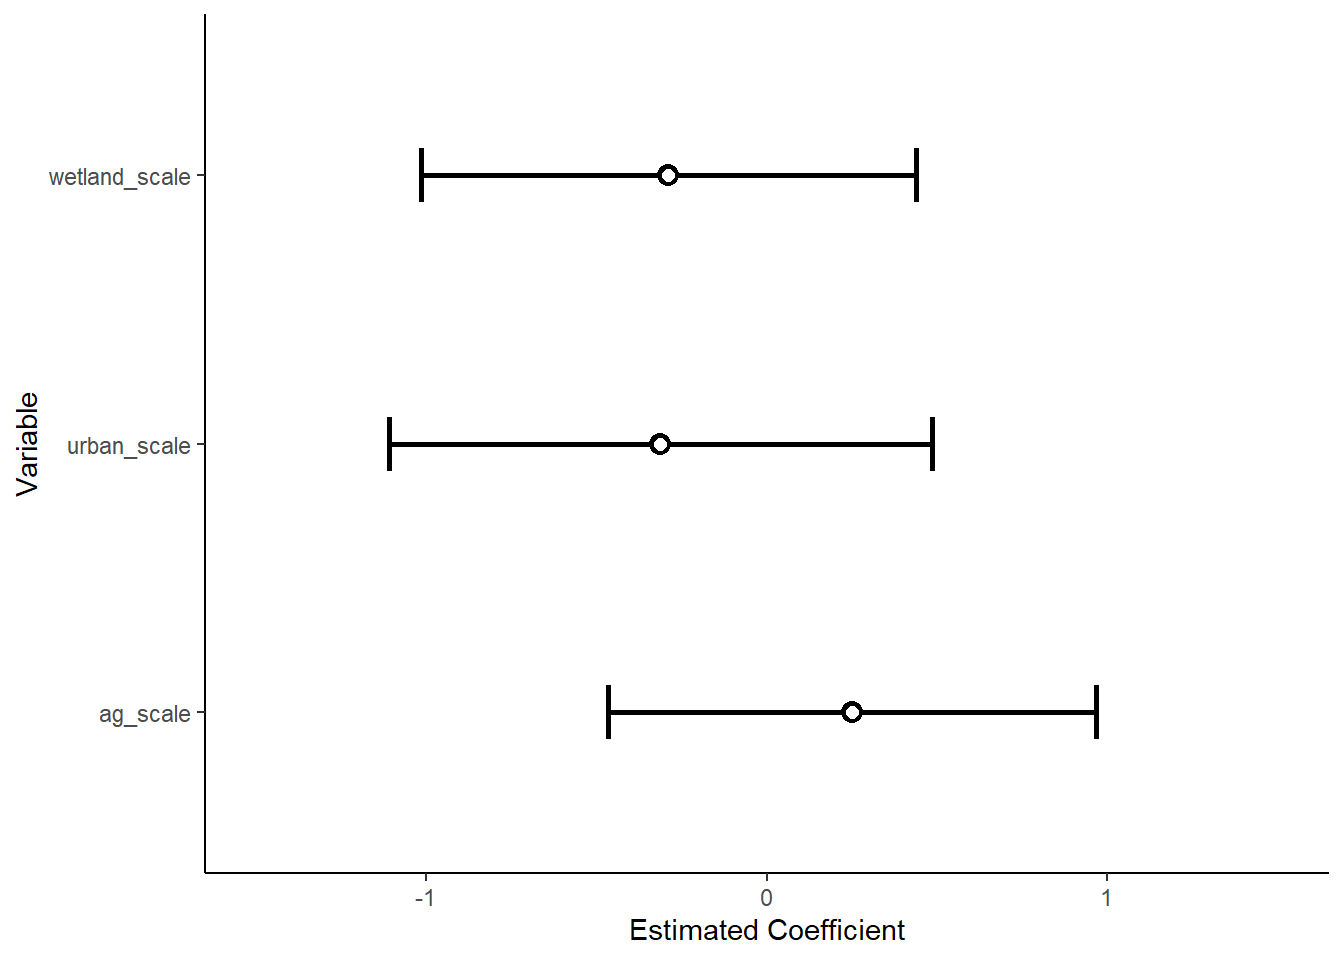 wetland_scale
urban_scale
ag_scale
Variable
-1 0 1
Estimated Coefficient